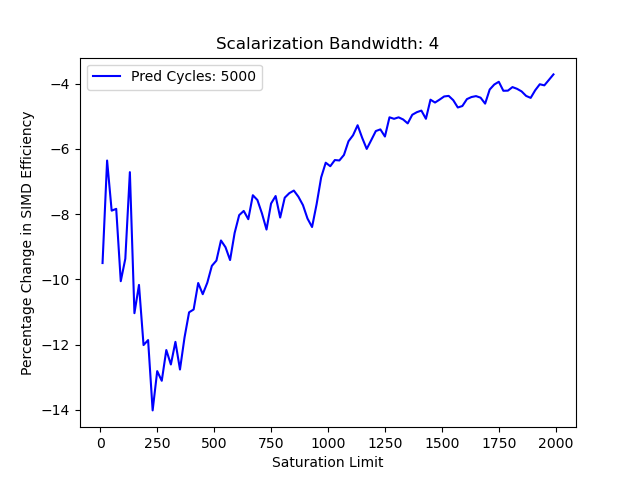 Scalarization Bandwidth: 4
Pred Cycles: 5000
Percentage Change in SIMD Efficiency
−4
−6
−8
−10
−12
−14
0 250 500 750 1000 1250 1500 1750 2000
Saturation Limit